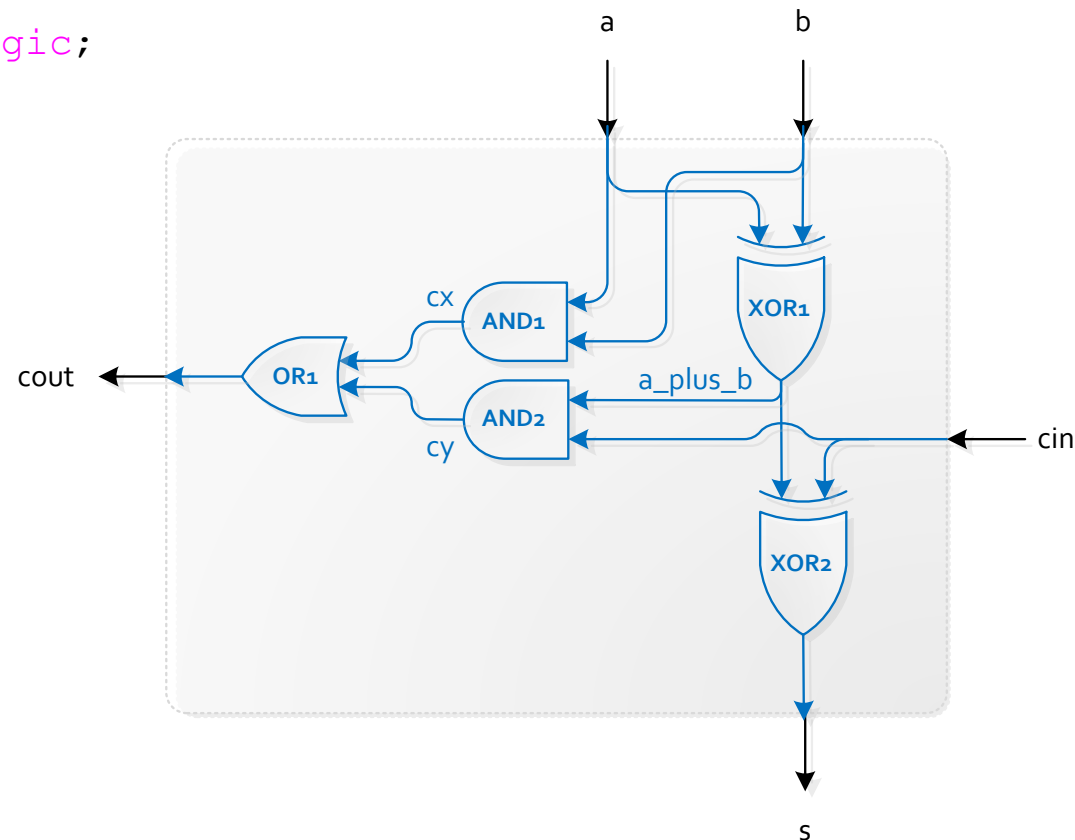 gic;
a
b
cx
AND1
XOR1
cout
OR1
a_plus_b
AND2
cy
cin
XOR2
s